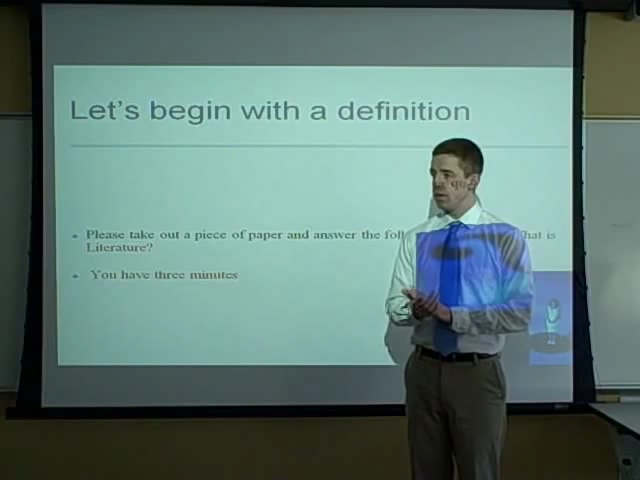 Let's begin with a definition
Please take out a piece of paper and answer the foll hat is
Literature?
You have three minutes